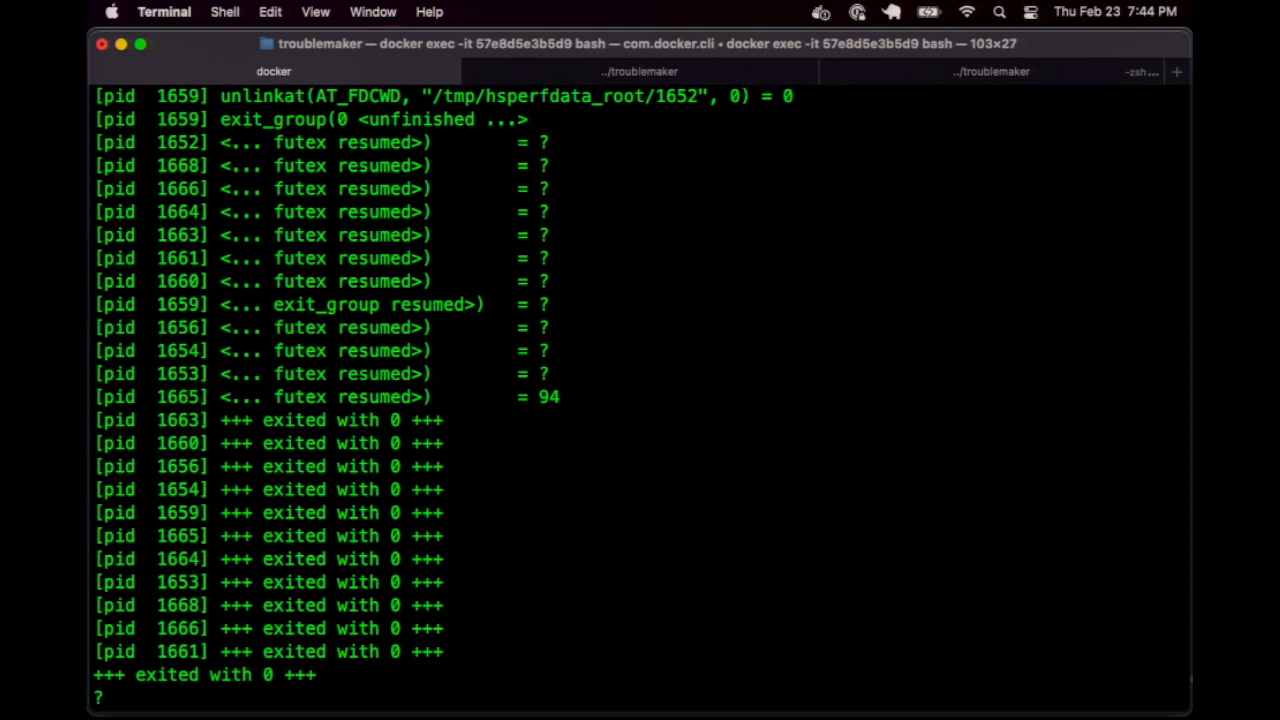 Terminal Shell Edit View Window Help Thu Feb 23 7:44 PM
troublemaker — docker exec -it 57e8d5e3b5d9 bash — com.docker.cli ◂ docker exec -it 57e8d5e3b5d9 bash — 103×27
docker ../troublemaker ../troublemaker -zsh... +
[pid  1659] unlinkat(AT_FDCWD, "/tmp/hsperfdata_root/1652", 0) = 0
[pid  1659] exit_group(0 <unfinished ...>
[pid  1652] <... futex resumed>)        = ?
[pid  1668] <... futex resumed>)        = ?
[pid  1666] <... futex resumed>)        = ?
[pid  1664] <... futex resumed>)        = ?
[pid  1663] <... futex resumed>)        = ?
[pid  1661] <... futex resumed>)        = ?
[pid  1660] <... futex resumed>)        = ?
[pid  1659] <... exit_group resumed>)   = ?
[pid  1656] <... futex resumed>)        = ?
[pid  1654] <... futex resumed>)        = ?
[pid  1653] <... futex resumed>)        = ?
[pid  1665] <... futex resumed>)        = 94
[pid  1663] +++ exited with 0 +++
[pid  1660] +++ exited with 0 +++
[pid  1656] +++ exited with 0 +++
[pid  1654] +++ exited with 0 +++
[pid  1659] +++ exited with 0 +++
[pid  1665] +++ exited with 0 +++
[pid  1664] +++ exited with 0 +++
[pid  1653] +++ exited with 0 +++
[pid  1668] +++ exited with 0 +++
[pid  1666] +++ exited with 0 +++
[pid  1661] +++ exited with 0 +++
+++ exited with 0 +++
?